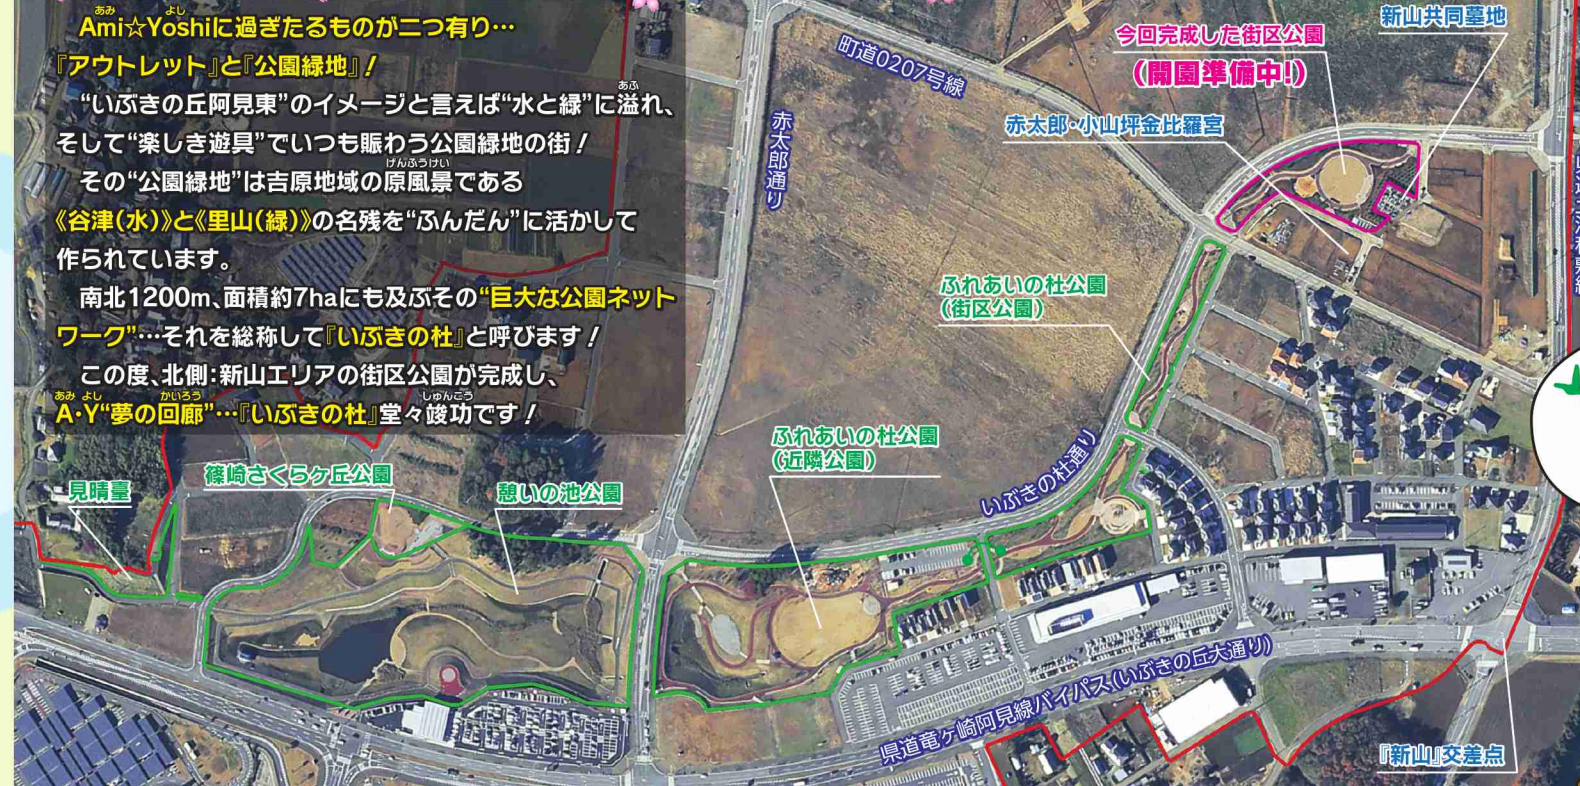 Ami☆Yoshiに過ぎたるものが二つ有り…
『アウトレット』と『公園緑地』！
“いぶきの丘阿見東”のイメージと言えば“水と緑”に溢れ、
そして“楽しき遊具”でいつも賑わう公園緑地の街！
その“公園緑地”は吉原地域の原風景である
《谷津(水)》と《里山(緑)》の名残を“ふんだん”に活かして
作られています。
南北1200m、面積約7haにも及ぶその“巨大な公園ネット
ワーク”…それを総称して『いぶきの杜』と呼びます！
この度、北側：新山エリアの街区公園が完成し、
A・Y“夢の回廊”…『いぶきの杜』堂々竣功です！
あみ
よし
あふ
げんふうけい
あみ よし
かいろう
しゅんこう
町道0207号線
赤太郎通り
今回完成した街区公園
(開園準備中!)
新山共同墓地
赤太郎・小山坪金比羅宮
ふれあいの杜公園
(街区公園)
ふれあいの杜公園
(近隣公園)
いぶきの杜通り
見晴台
篠崎さくらケ丘公園
憩いの池公園
県道竜ケ崎阿見線バイパス(いぶきの丘大通り)
『新山』交差点